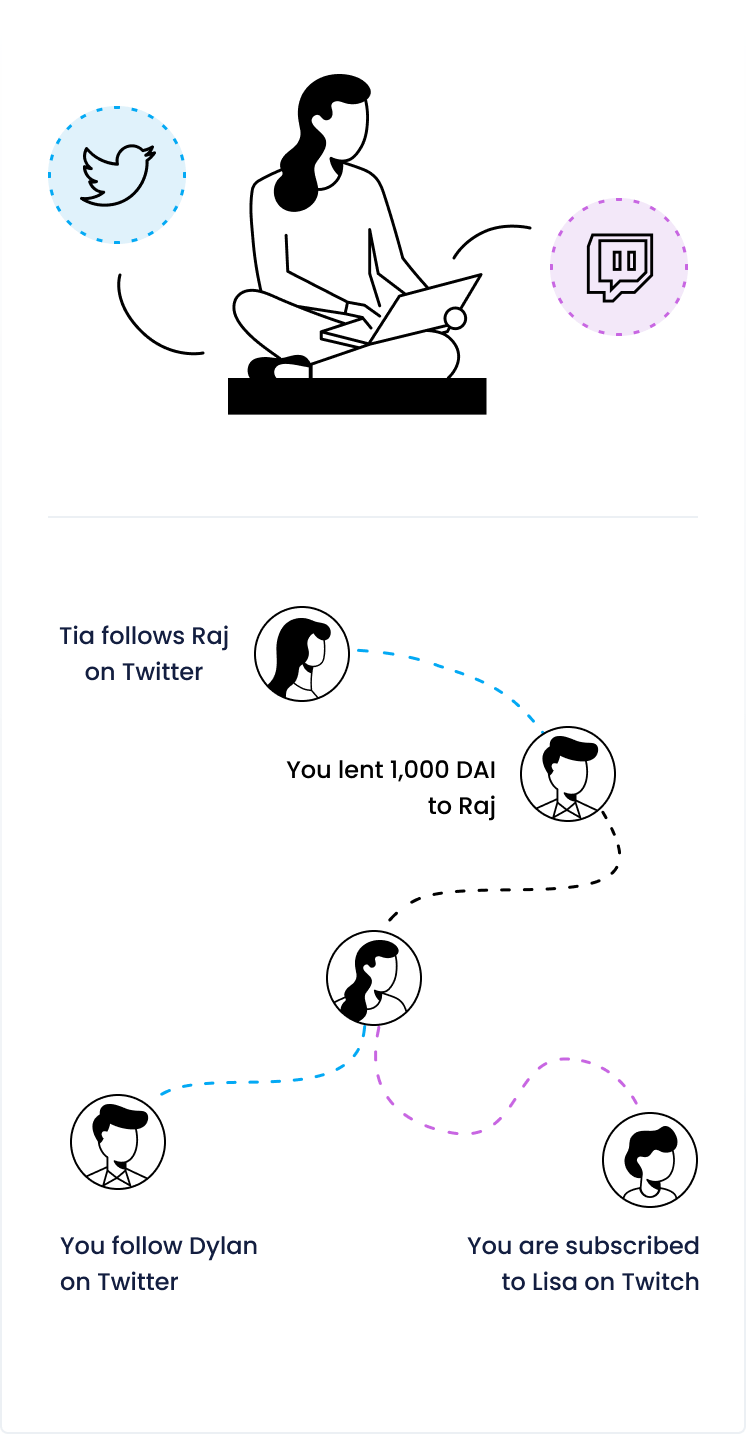 Tia follows Raj
on Twitter
You lent 1,000 DAI
to Raj
You follow Dylan
on Twitter
You are subscribed
to Lisa on Twitch